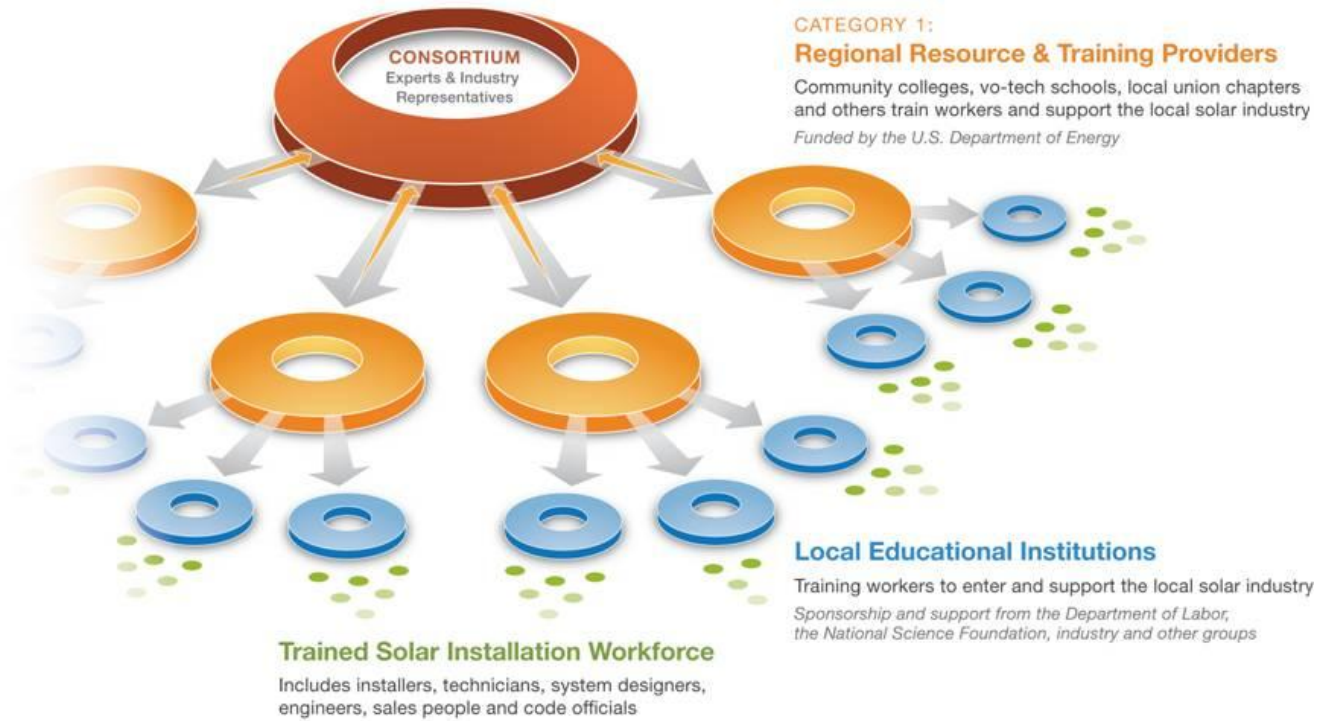 CONSORTIUM
Experts & Industry
Representatives
CATEGORY 1:
Regional Resource & Training Providers
Community colleges, vo-tech schools, local union chapters
and others train workers and support the local solar industry
Funded by the U.S. Department of Energy
Local Educational Institutions
Training workers to enter and support the local solar industry
Sponsorship and support from the Department of Labor,
the National Science Foundation, industry and other groups
Trained Solar Installation Workforce
Includes installers, technicians, system designers,
engineers, sales people and code officials